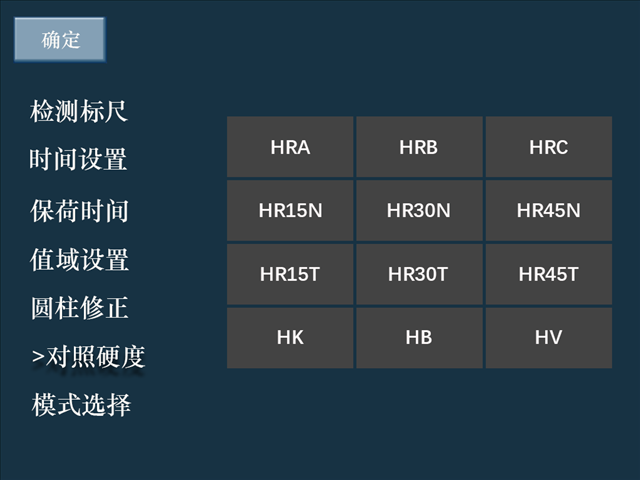 确定
检测标尺
时间设置
保荷时间
值域设置
圆柱修正
>对照硬度
模式选择
HRA HRB HRC
HR15N HR30N HR45N
HR15T HR30T HR45T
HK HB HV